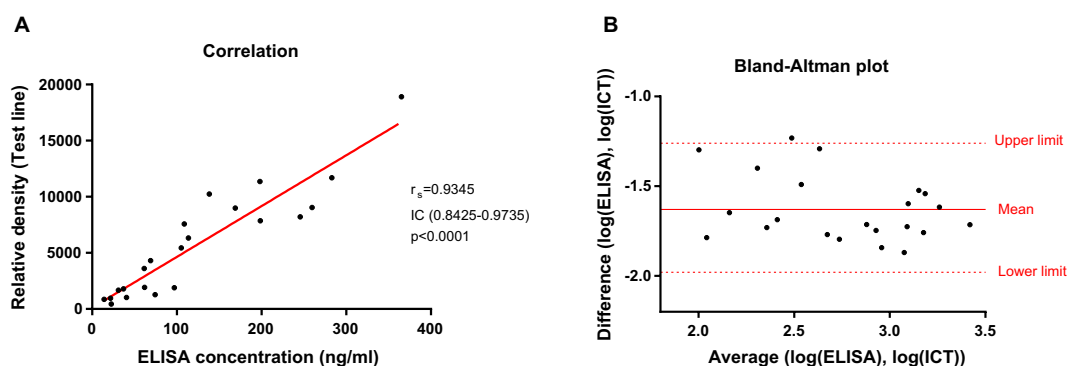 A
Correlation
Relative density (Test line)
20000
15000
10000
5000
0
0 100 200 300 400
ELISA concentration (ng/ml)
rs=0.9345
IC (0.8425-0.9735)
p<0.0001
B
Bland-Altman plot
Difference (log(ELISA), log(ICT))
-1.0
-1.5
-2.0
Upper limit
Mean
Lower limit
2.0 2.5 3.0 3.5
Average (log(ELISA), log(ICT))